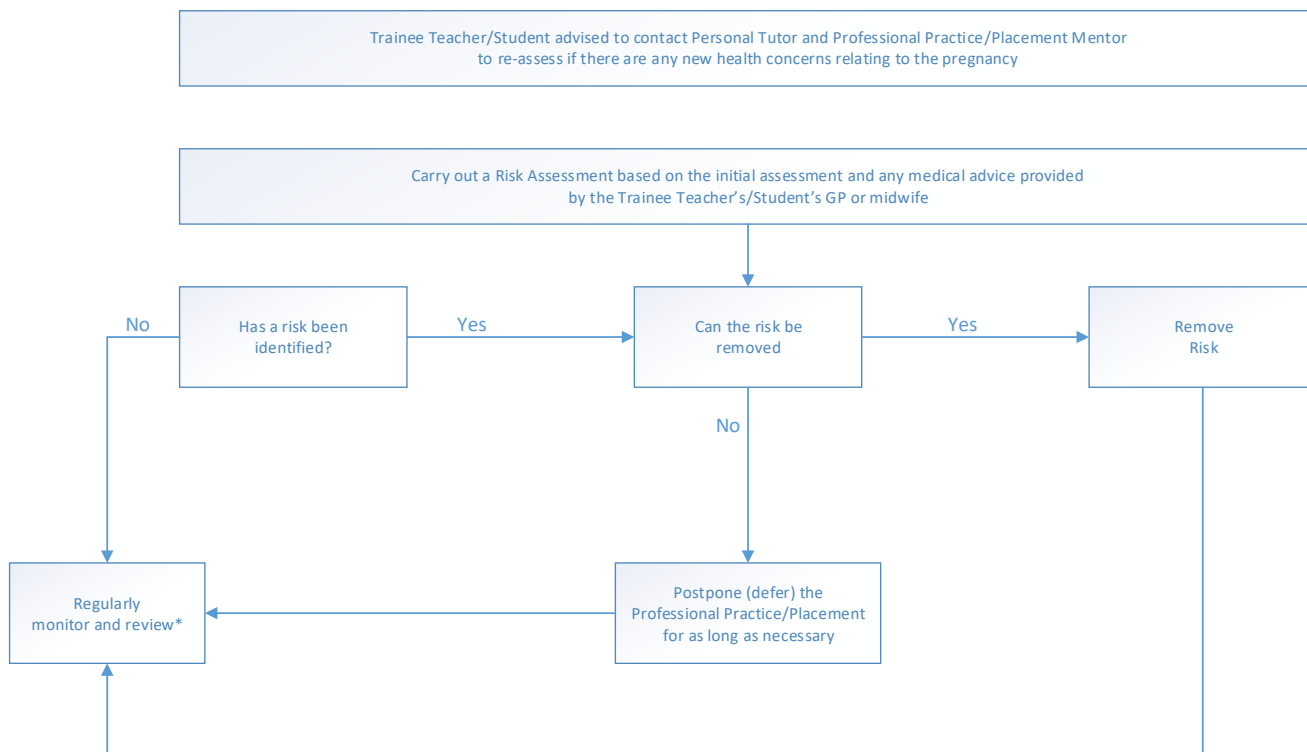 Trainee Teacher/Student advised to contact Personal Tutor and Professional Practice/Placement Mentor
to re-assess if there are any new health concerns relating to the pregnancy
Carry out a Risk Assessment based on the initial assessment and any medical advice provided
by the Trainee Teacher’s/Student’s GP or midwife
No
Has a risk been
identified?
Yes
Can the risk be
removed
Yes
Remove
Risk
No
Regularly
monitor and review*
Postpone (defer) the
Professional Practice/Placement
for as long as necessary